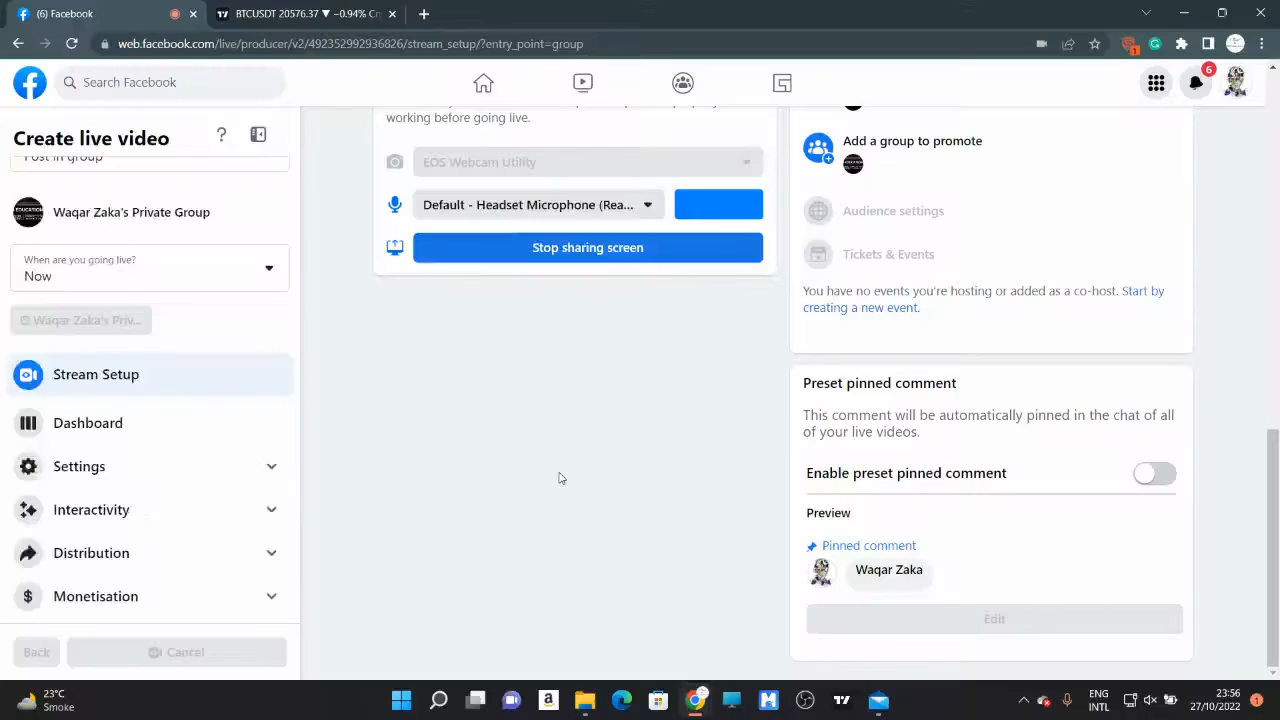 (6) Facebook
BTCUSDT 20576.37 ▼ −0.94% Cr
web.facebook.com/live/producer/v2/492352992936826/stream_setup/?entry_point=group
1
Search Facebook
6
Create live video
?
Post in group
Waqar Zaka's Private Group
When are you going live?
Now
Waqar Zaka's Priv...
Stream Setup
Dashboard
Settings
Interactivity
Distribution
$ Monetisation
Back
Cancel
working before going live.
EOS Webcam Utility
Default - Headset Microphone (Rea...
Stop sharing screen
Add a group to promote
EDUCATION
Audience settings
Tickets & Events
You have no events you're hosting or added as a co-host. Start by
creating a new event.
Preset pinned comment
This comment will be automatically pinned in the chat of all
of your live videos.
Enable preset pinned comment
Preview
Pinned comment
Waqar Zaka
Edit
23°C
Smoke
ENG
INTL
23:56
27/10/2022
1